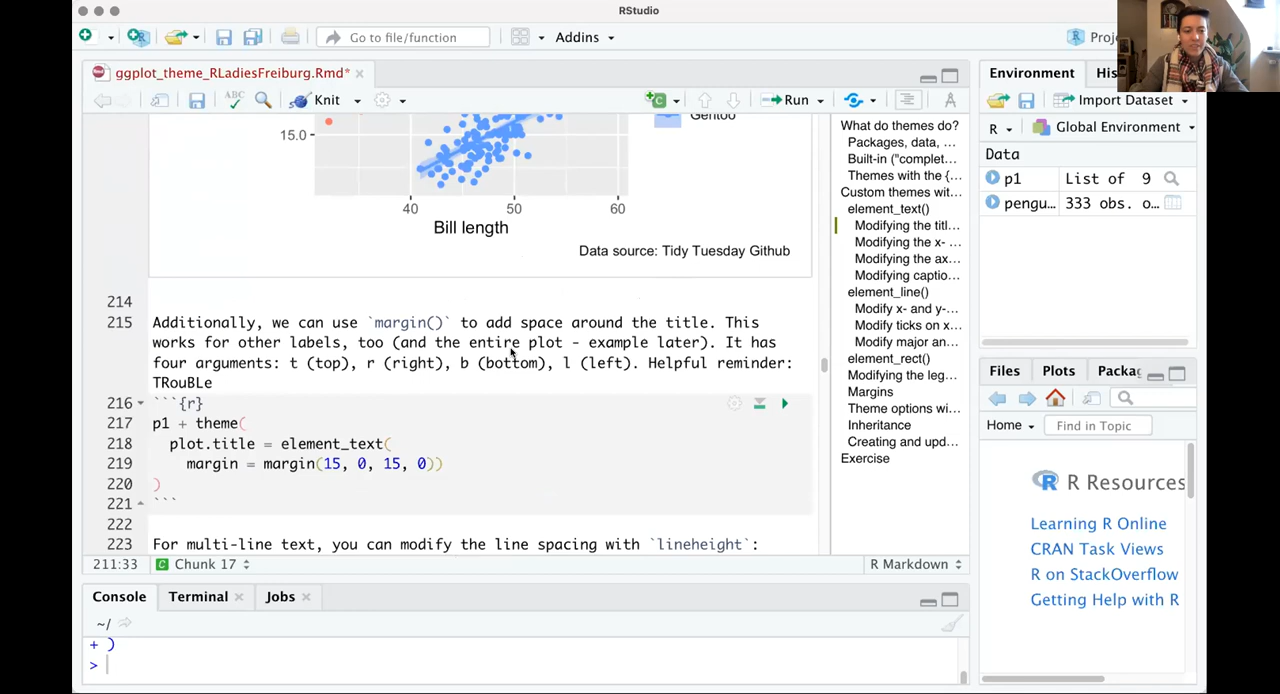 RStudio
Go to file/function
Addins
Proj
ggplot_theme_RLadiesFreiburg.Rmd*
ABC
Knit
Run
Gentoo
15.0
40 50 60
Bill length
Data source: Tidy Tuesday Github
214
215 Additionally, we can use `margin()` to add space around the title. This
works for other labels, too (and the entire plot - example later). It has
four arguments: t (top), r (right), b (bottom), l (left). Helpful reminder:
TRouBLe
216 ```{r}
217 p1 + theme(
218 plot.title = element_text(
219 margin = margin(15, 0, 15, 0))
220 )
221 ```
222
223 For multi-line text, you can modify the line spacing with `lineheight`:
211:33 C Chunk 17 R Markdown
What do themes do?
Packages, data, ...
Built-in ("complet...
Themes with the {...
Custom themes wit...
element_text()
Modifying the titl...
Modifying the x- ...
Modifying the ax...
Modifying captio...
element_line()
Modify x- and y-...
Modify ticks on x...
Modify major an...
element_rect()
Modifying the leg...
Margins
Theme options wi...
Inheritance
Creating and upd...
Exercise
Console Terminal Jobs
~/
+ )
>
Environment His
Import Dataset
R Global Environment
Data
p1 List of 9
pengu... 333 obs. o...
Files Plots Packag
Home Find in Topic
R R Resources
Learning R Online
CRAN Task Views
R on StackOverflow
Getting Help with R